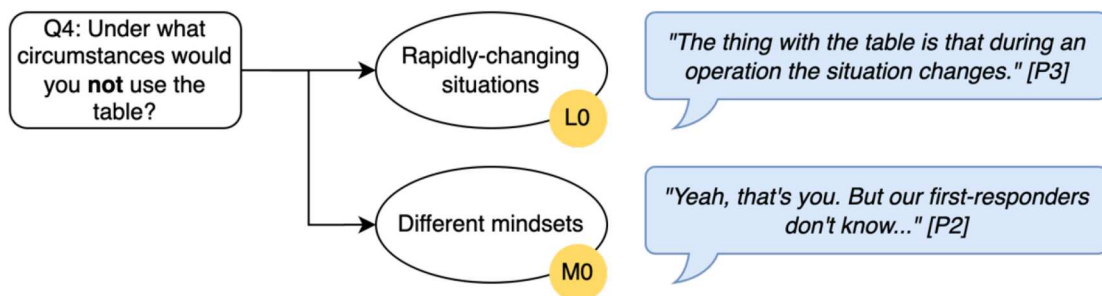 Q4: Under what
circumstances would
you not use the
table?
Rapidly-changing
situations
L0
"The thing with the table is that during an
operation the situation changes." [P3]
Different mindsets
M0
"Yeah, that's you. But our first-responders
don't know..." [P2]